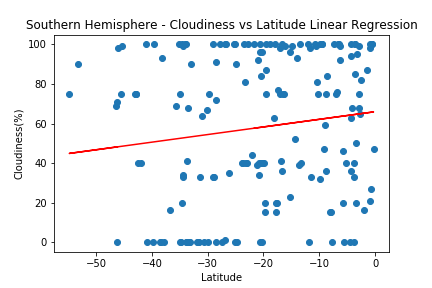 Southern Hemisphere - Cloudiness vs Latitude Linear Regression
100
80
60
40
20
0
Cloudiness(%)
−50 −40 −30 −20 −10 0
Latitude